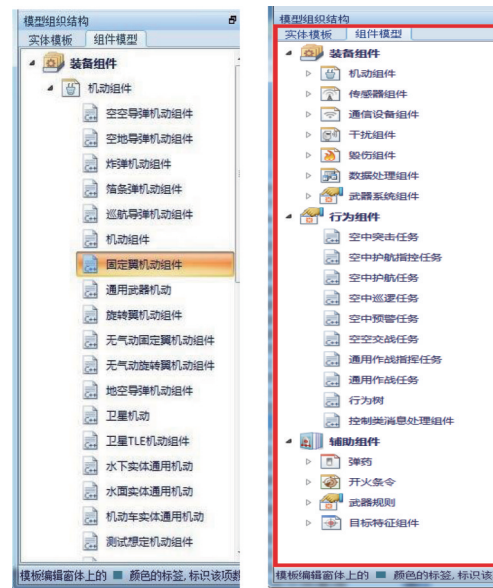 模型组织结构
实体模板 组件模型
装备组件
机动组件
空空导弹机动组件
空地导弹机动组件
炸弹机动组件
箔条弹机动组件
巡航导弹机动组件
机动组件
固定翼机动组件
通用武器机动
旋转翼机动组件
无气动固定翼机动组件
无气动旋转翼机动组件
地空导弹机动组件
卫星机动
卫星TLE机动组件
水下实体通用机动
水面实体通用机动
机动车实体通用机动
测试想定机动组件
模板编辑窗体上的 颜色的标签,标识该项数
模型组织结构
实体模板 组件模型
装备组件
机动组件
传感器组件
通信设备组件
干扰组件
毁伤组件
数据处理组件
武器系统组件
行为组件
空中突击任务
空中护航指控任务
空中护航任务
空中巡逻任务
空中预警任务
空空交战任务
通用作战指挥任务
通用作战任务
行为树
控制类消息处理组件
辅助组件
弹药
开火条令
武器规则
目标特征组件
模板编辑窗体上的 颜色的标签,标识该